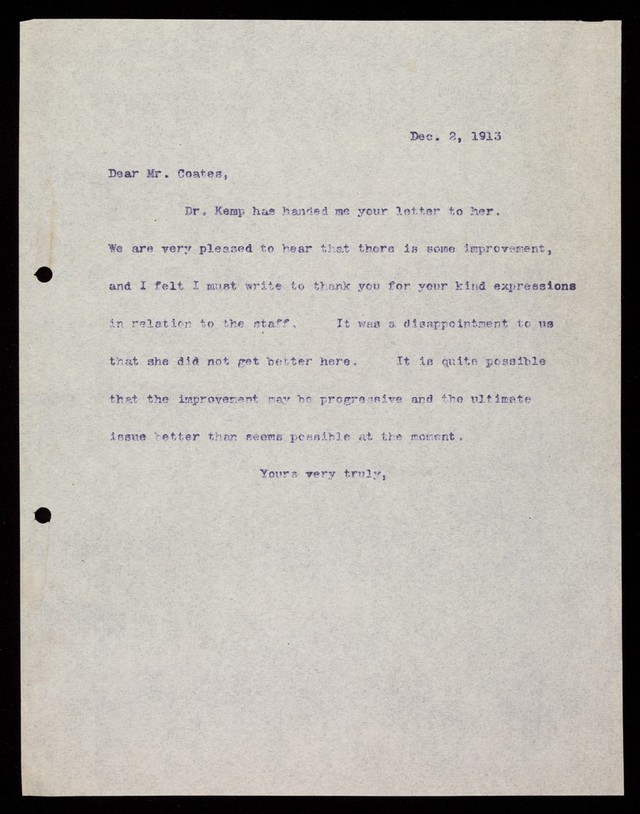 Dec. 2, 1913
Dear Mr. Coates,
Dr. Kemp has handed me your letter to her.
We are very pleased to hear that there is some improvement,
and I felt I must write to thank you for your kind expressions
in relation to the staff. It was a disappointment to us
that she did not get better here. It is quite possible
that the improvement may be progressive and the ultimate
issue better than seems possible at the moment.
Yours very truly,